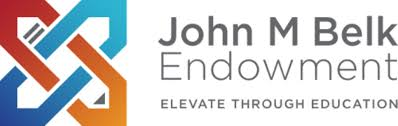 John M Belk
Endowment
ELEVATE THROUGH EDUCATION